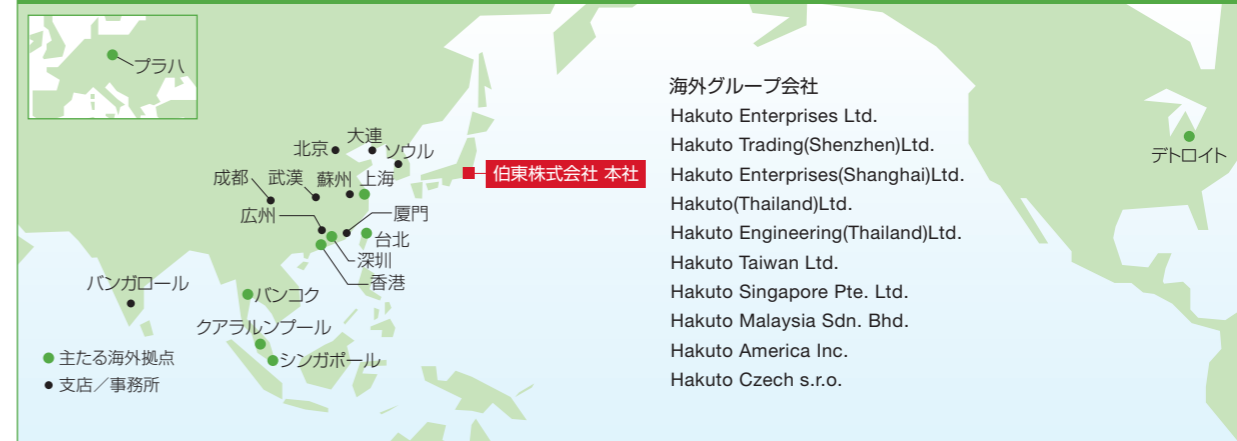 プラハ
大連
北京
ソウル
成都
武漢
蘇州
上海
広州
厦門
台北
深圳
香港
バンガロール
バンコク
クアラルンプール
シンガポール
主たる海外拠点
支店／事務所
伯東株式会社 本社
海外グループ会社
Hakuto Enterprises Ltd.
Hakuto Trading(Shenzhen)Ltd.
Hakuto Enterprises(Shanghai)Ltd.
Hakuto(Thailand)Ltd.
Hakuto Engineering(Thailand)Ltd.
Hakuto Taiwan Ltd.
Hakuto Singapore Pte. Ltd.
Hakuto Malaysia Sdn. Bhd.
Hakuto America Inc.
Hakuto Czech s.r.o.
デトロイト